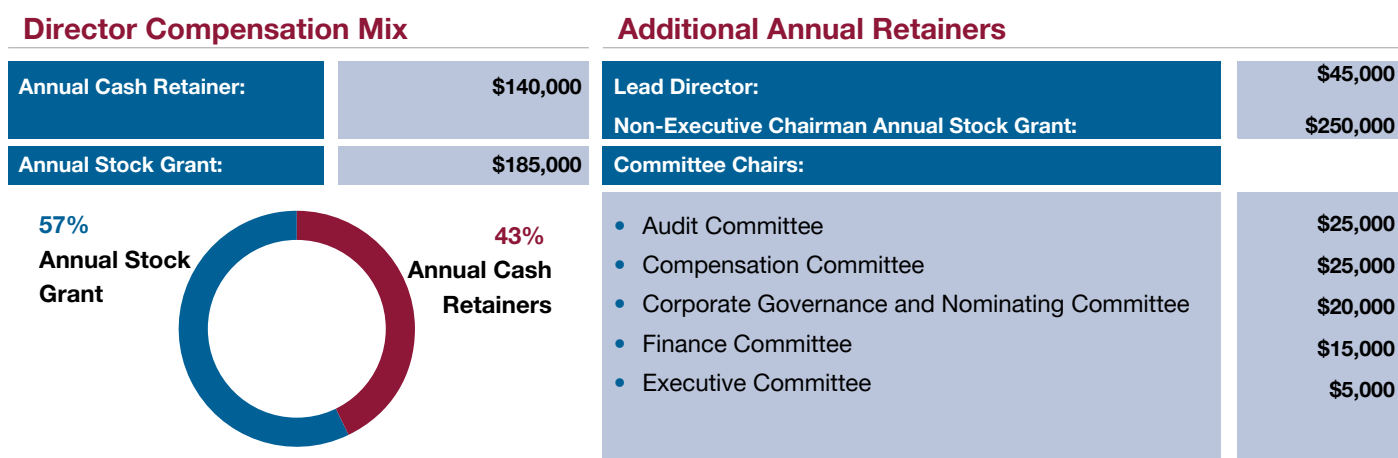 Director Compensation Mix
Annual Cash Retainer: $140,000
Annual Stock Grant: $185,000
57%
Annual Stock
Grant
43%
Annual Cash
Retainers
Additional Annual Retainers
Lead Director: $45,000
Non-Executive Chairman Annual Stock Grant: $250,000
Committee Chairs:
• Audit Committee $25,000
• Compensation Committee $25,000
• Corporate Governance and Nominating Committee $20,000
• Finance Committee $15,000
• Executive Committee $5,000